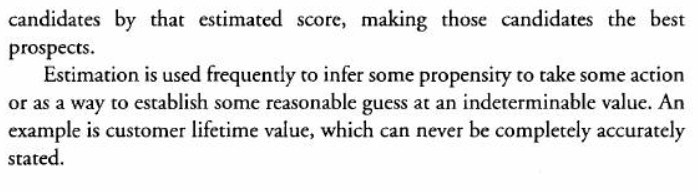 candidates by that estimated score, making those candidates the best
prospects.
Estimation is used frequently to infer some propensity to take some action
or as a way to establish some reasonable guess at an indeterminable value. An
example is customer lifetime value, which can never be completely accurately
stated.